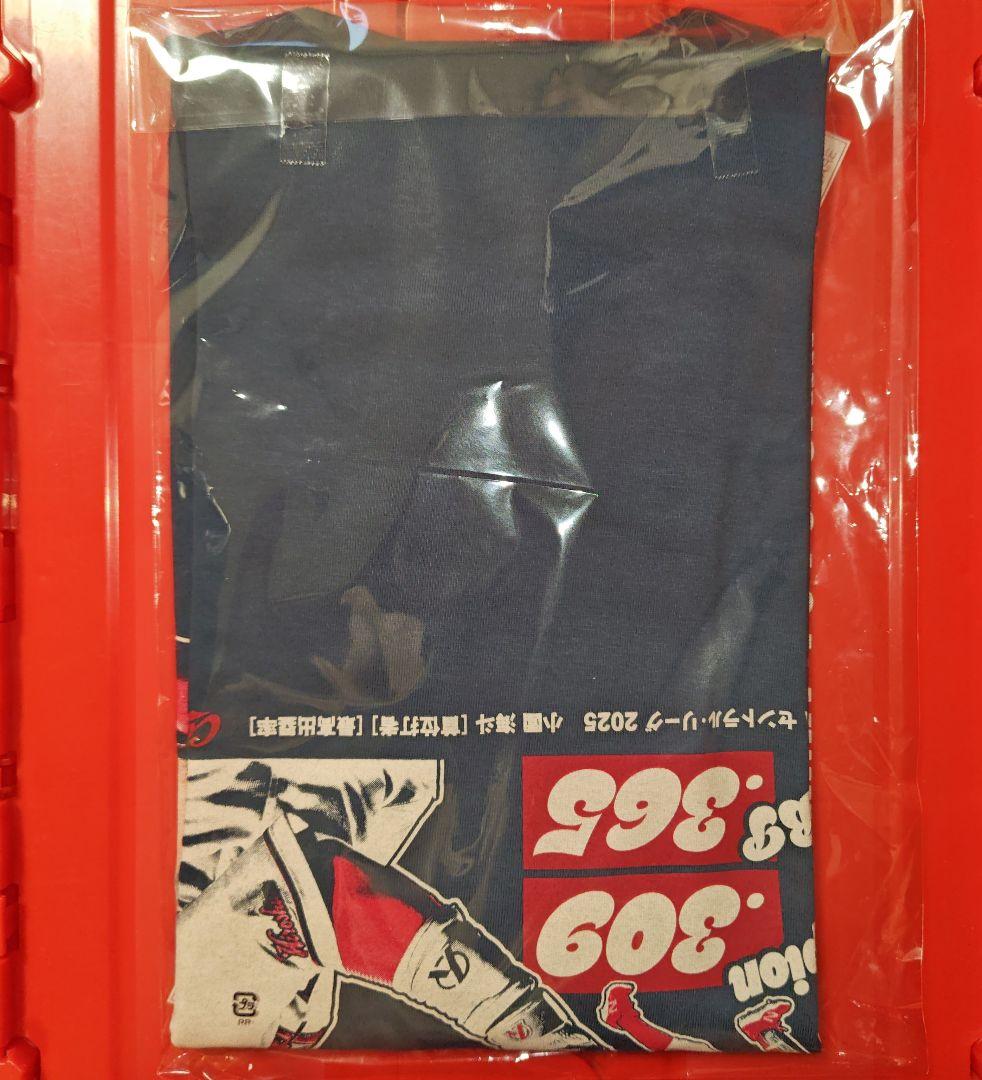 pion
.309
.365
セントラル・リーグ 2025 小園 海斗 [首位打者] [最高出塁率]